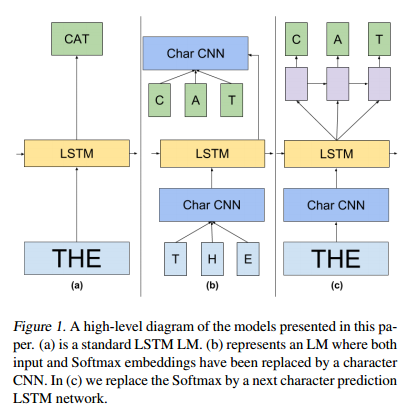 CAT
LSTM
THE
(a)
Char CNN
C A T
LSTM
Char CNN
T H E
(b)
C A T
LSTM
Char CNN
THE
(c)
Figure 1. A high-level diagram of the models presented in this pa-
per. (a) is a standard LSTM LM. (b) represents an LM where both
input and Softmax embeddings have been replaced by a character
CNN. In (c) we replace the Softmax by a next character prediction
LSTM network.